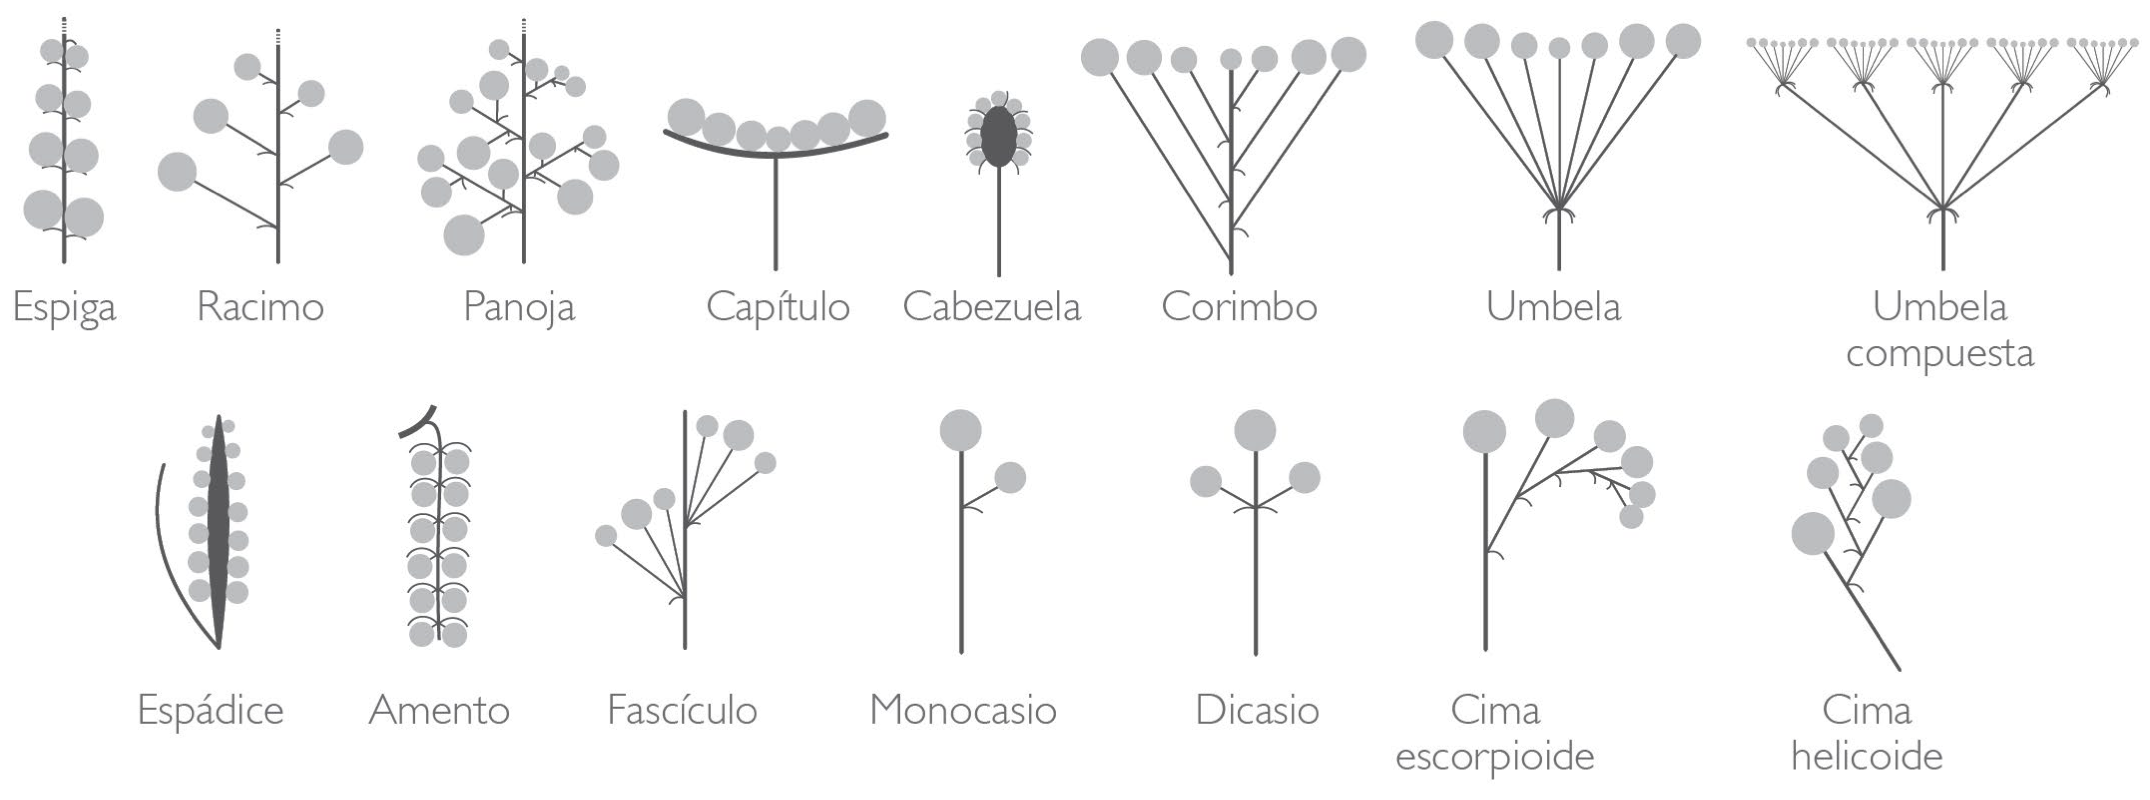 Espiga
Racimo
Panoja
Capítulo
Cabezuela
Corimbo
Umbela
Umbela
compuesta
Espádice
Amento
Fascículo
Monocasio
Dicasio
Cima
escorpioide
Cima
helicoide